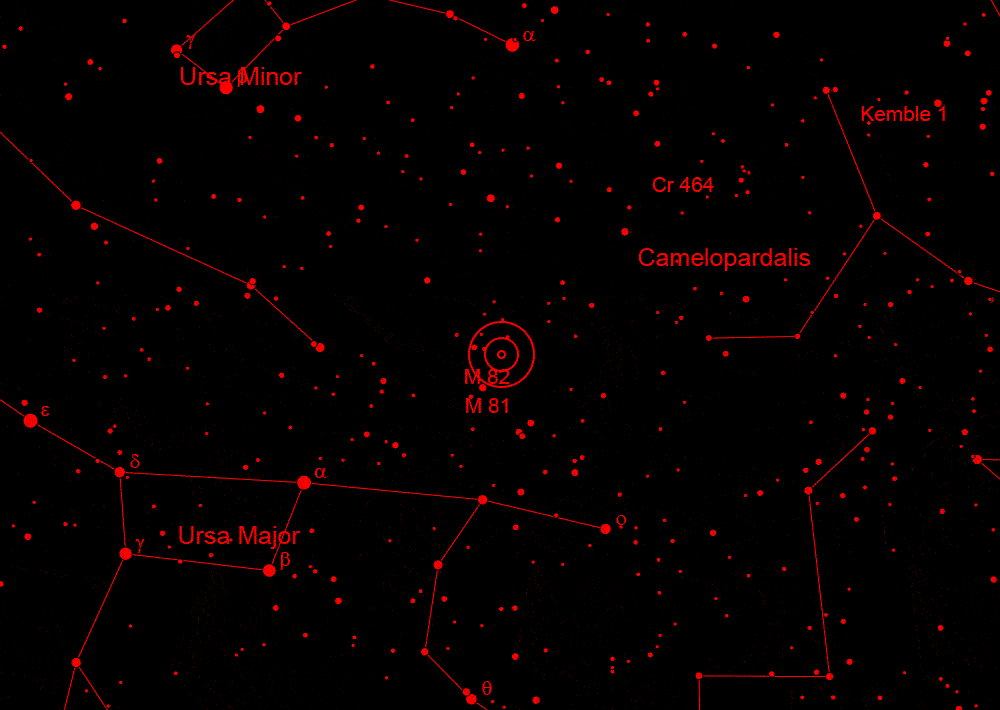 α
γ
Ursa Minor
β
Kemble 1
Cr 464
Camelopardalis
M 82
M 81
ε
δ
α
ο
Ursa Major
γ
β
θ